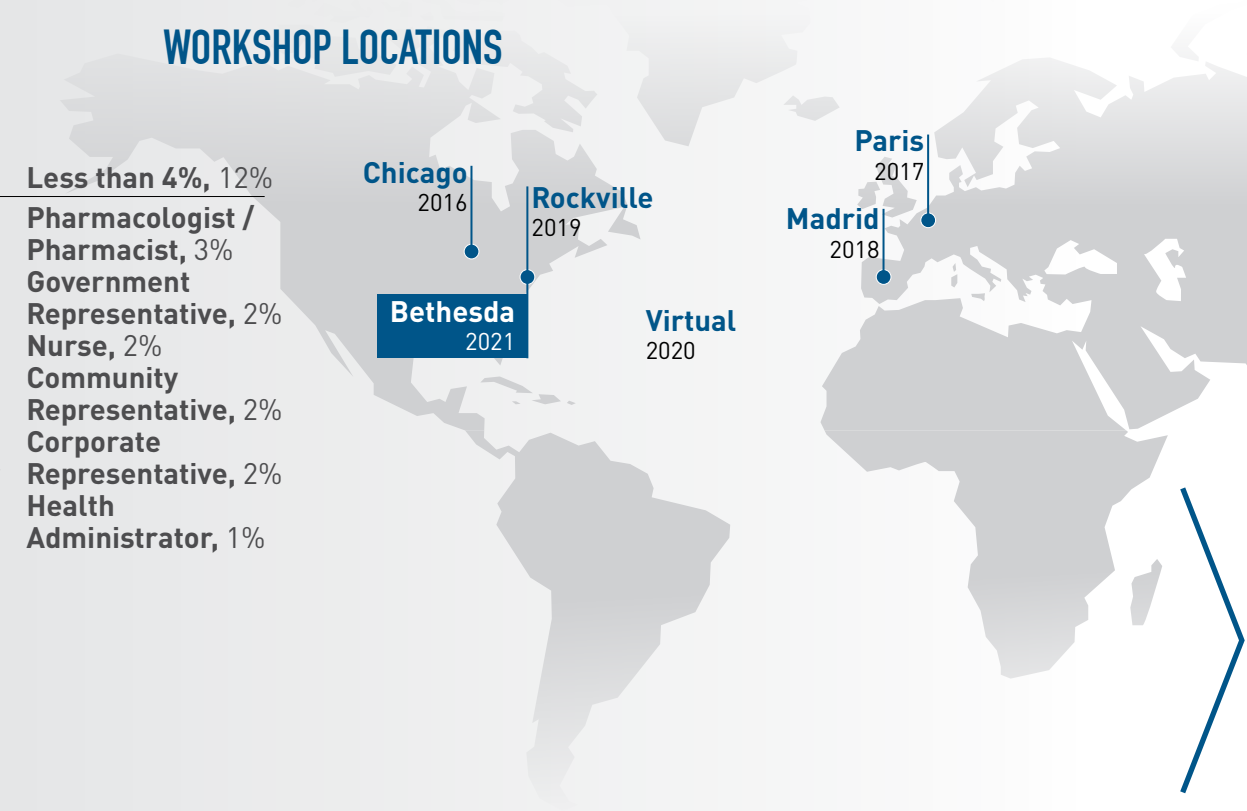 WORKSHOP LOCATIONS
Less than 4%, 12%
Pharmacologist /
Pharmacist, 3%
Government
Representative, 2%
Nurse, 2%
Community
Representative, 2%
Corporate
Representative, 2%
Health
Administrator, 1%
Chicago
2016
Rockville
2019
Bethesda
2021
Virtual
2020
Paris
2017
Madrid
2018